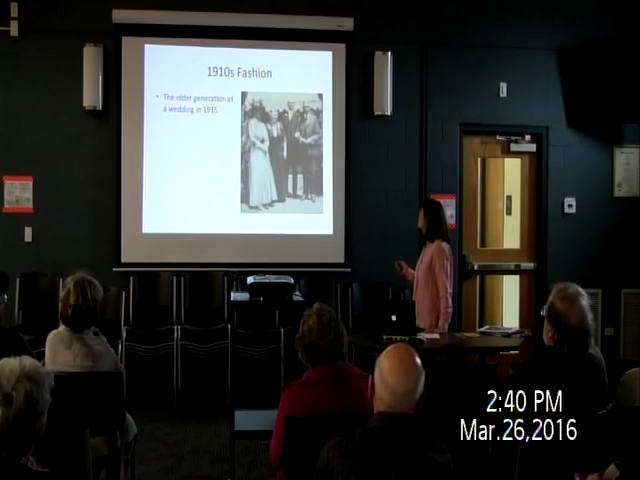 1910s Fashion
• The older generation at
a wedding in 1915.
2:40 PM
Mar.26,2016